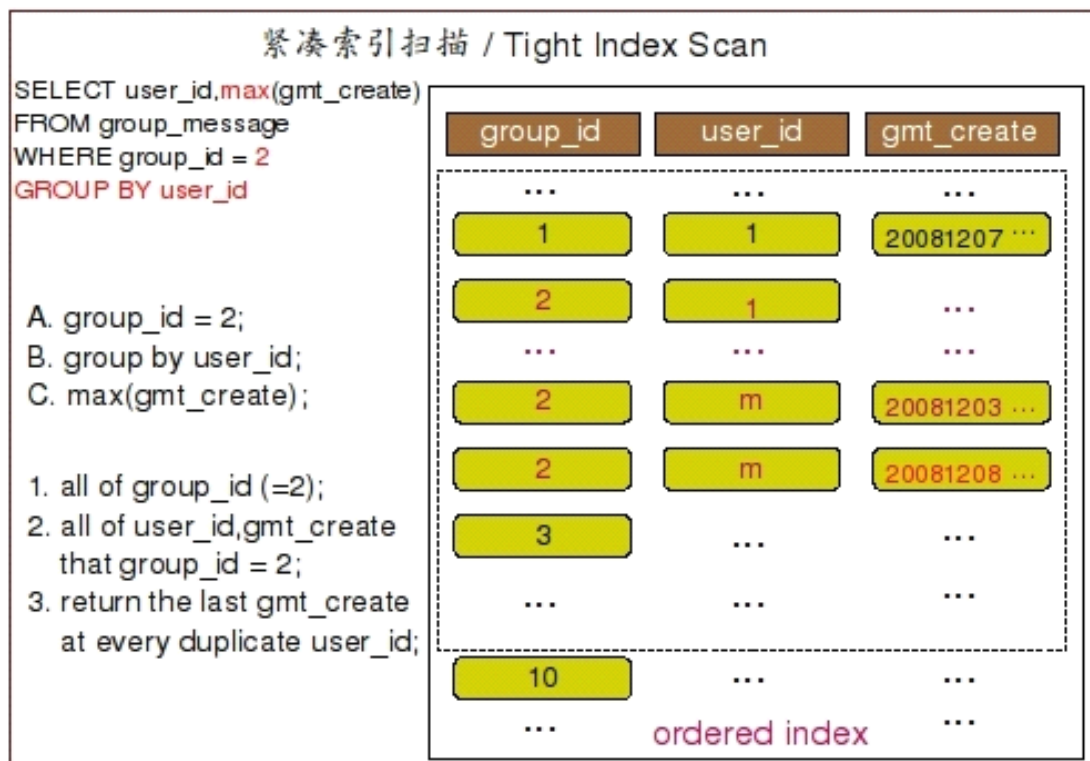 紧凑索引扫描 / Tight Index Scan
SELECT user_id,max(gmt_create)
FROM group_message
WHERE group_id = 2
GROUP BY user_id
A. group_id = 2;
B. group by user_id;
C. max(gmt_create);
1. all of group_id (=2);
2. all of user_id,gmt_create
that group_id = 2;
3. return the last gmt_create
at every duplicate user_id;
group_id user_id gmt_create
... ... ...
1 1 20081207 ...
2 1 ...
... ... ...
2 m 20081203 ...
2 m 20081208 ...
3 ... ...
... ... ...
10 ... ...
... ordered index ...